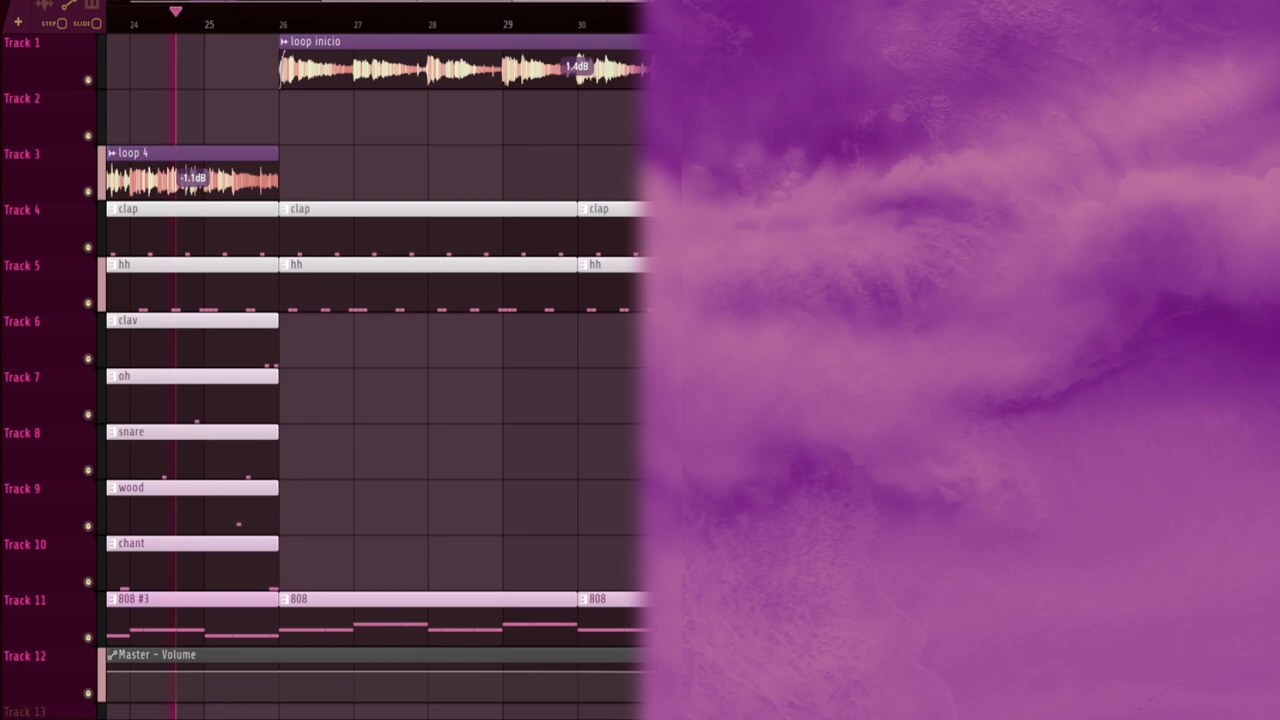 STEP SLIDE
24 25 26 27 28 29 30
Track 1
loop inicio
1.4dB
Track 2
Track 3
loop 4
-1.1dB
Track 4
clap clap clap
Track 5
hh hh hh
Track 6
clav
Track 7
oh
Track 8
snare
Track 9
wood
Track 10
chant
Track 11
808 #3 808 808
Track 12
Master - Volume
Track 13